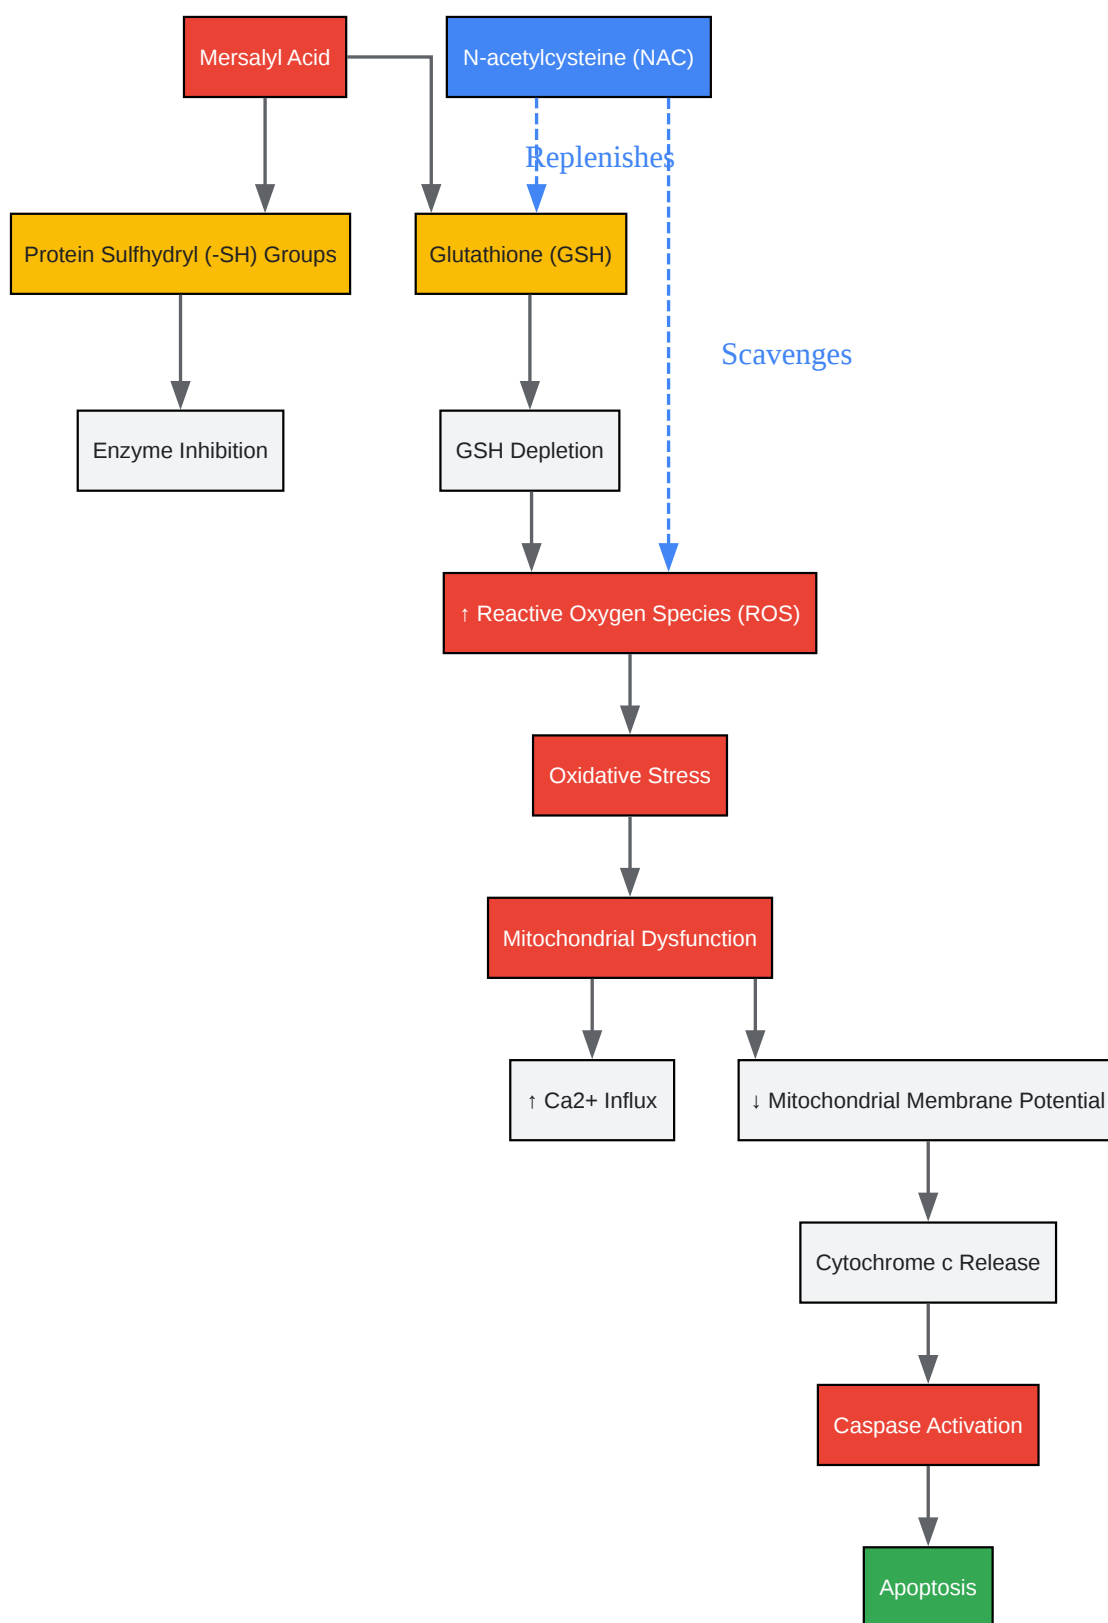 Mersalyl Acid
N-acetylcysteine (NAC)
Replenishes
Protein Sulfhydryl (-SH) Groups
Glutathione (GSH)
Scavenges
Enzyme Inhibition
GSH Depletion
↑ Reactive Oxygen Species (ROS)
Oxidative Stress
Mitochondrial Dysfunction
↑ Ca2+ Influx
↓ Mitochondrial Membrane Potential
Cytochrome c Release
Caspase Activation
Apoptosis